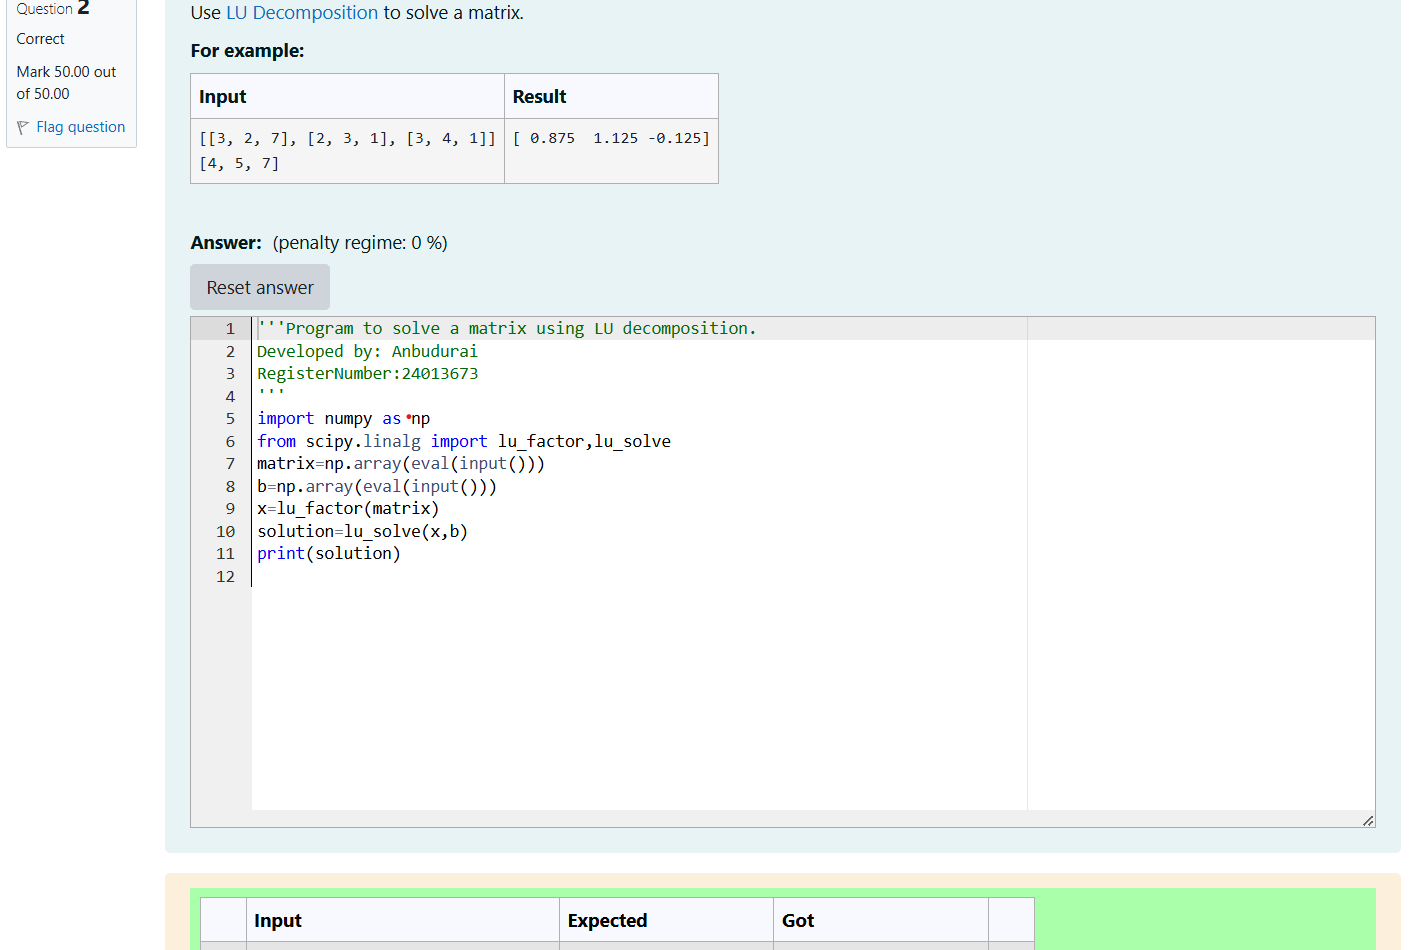 Question 2
Correct
Mark 50.00 out
of 50.00
Flag question
Use LU Decomposition to solve a matrix.
For example:
Input Result
[[3, 2, 7], [2, 3, 1], [3, 4, 1]] [ 0.875  1.125 -0.125]
[4, 5, 7]
Answer: (penalty regime: 0 %)
Reset answer
1 '''Program to solve a matrix using LU decomposition.
2 Developed by: Anbudurai
3 RegisterNumber:24013673
4 '''
5 import numpy as np
6 from scipy.linalg import lu_factor,lu_solve
7 matrix=np.array(eval(input()))
8 b=np.array(eval(input()))
9 x=lu_factor(matrix)
10 solution=lu_solve(x,b)
11 print(solution)
12
Input Expected Got